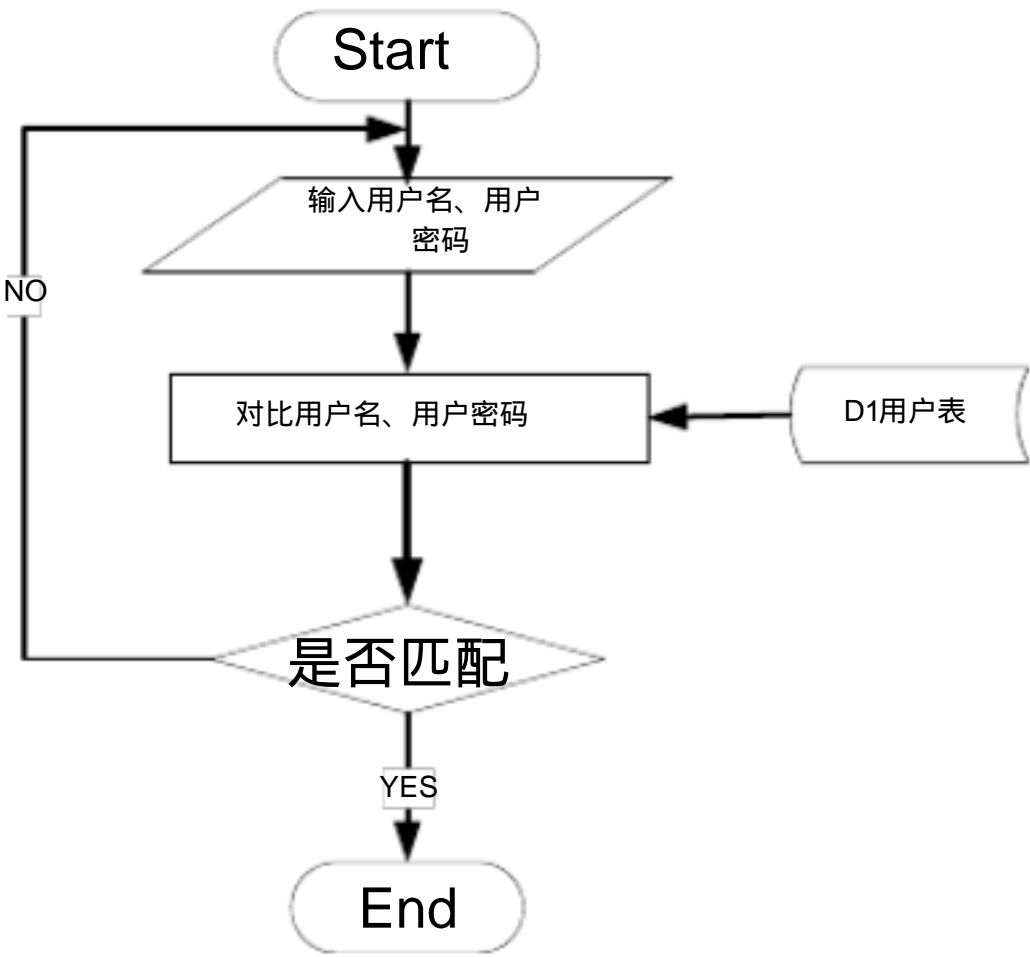 Start
输入用户名、用户
密码
NO
对比用户名、用户密码
D1用户表
是否匹配
YES
End